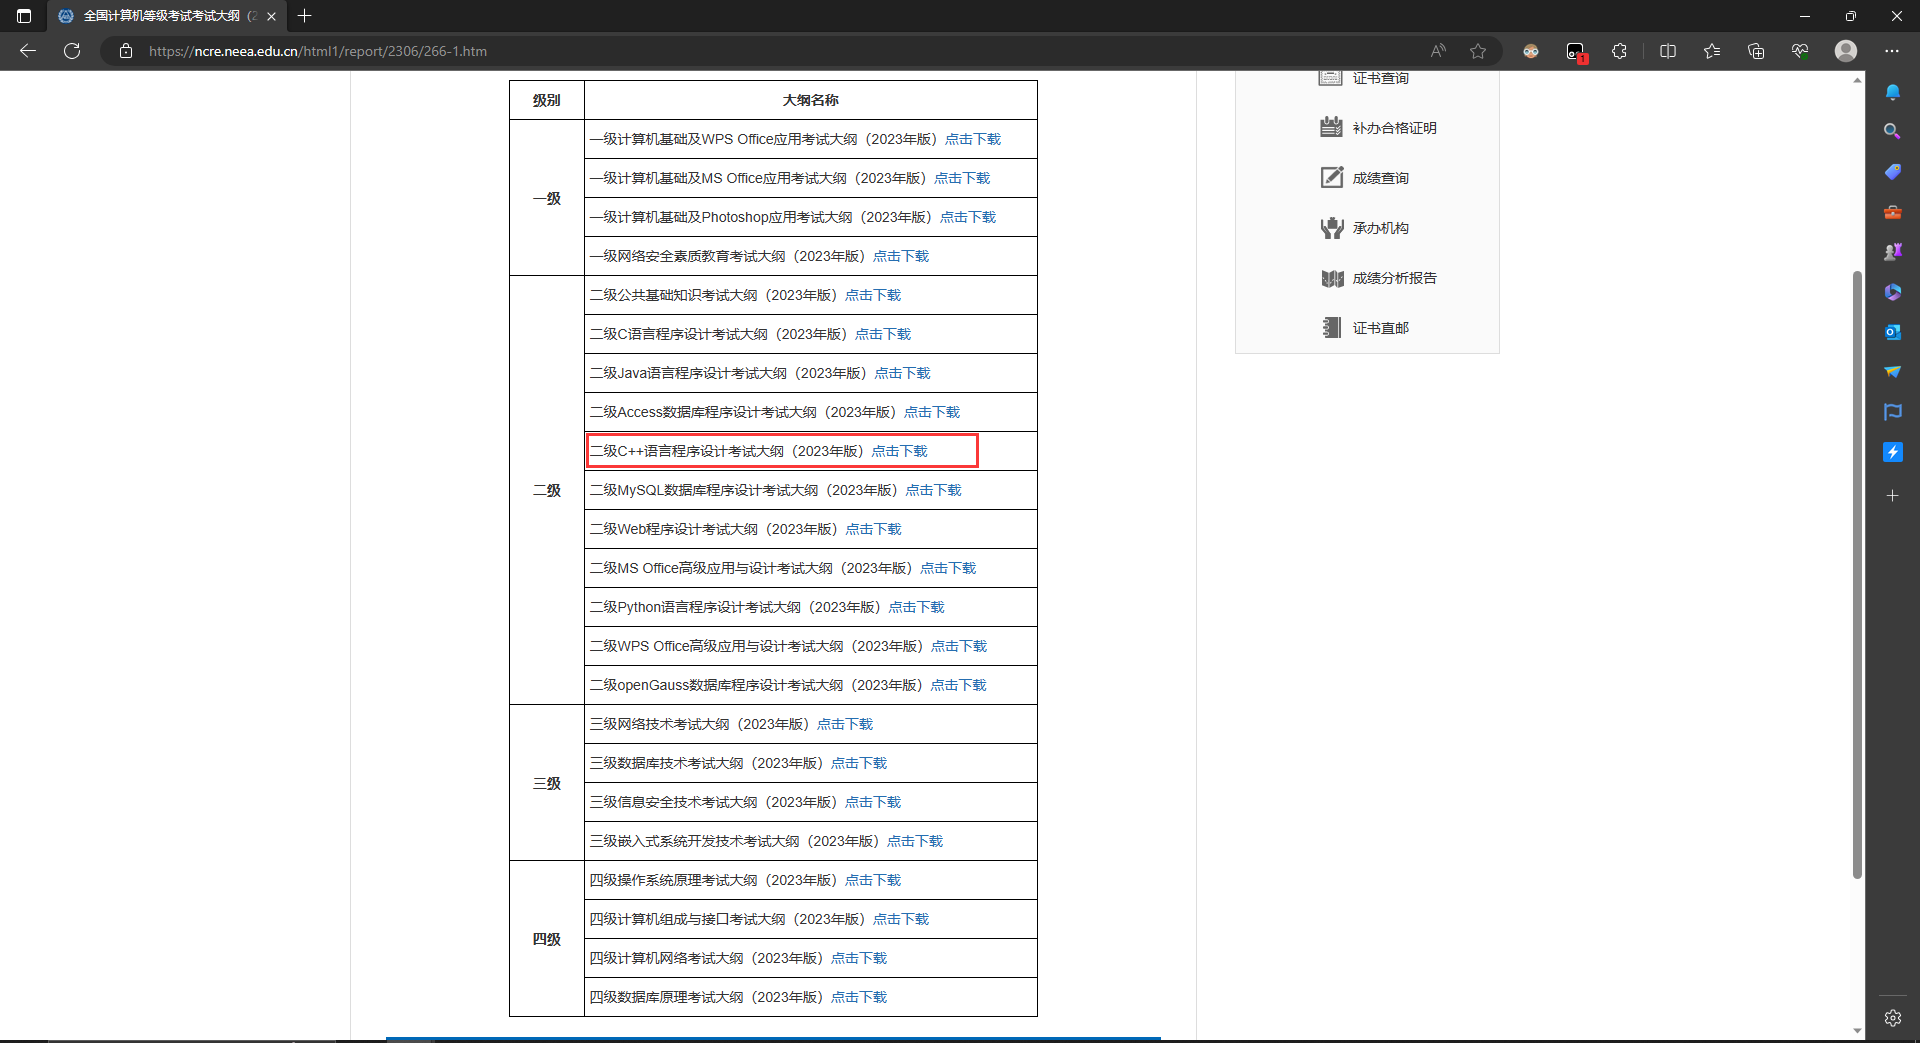 全国计算机等级考试考试大纲（2
https://ncre.neea.edu.cn/html1/report/2306/266-1.htm
1
级别
大纲名称
一级
一级计算机基础及WPS Office应用考试大纲（2023年版）点击下载
一级计算机基础及MS Office应用考试大纲（2023年版）点击下载
一级计算机基础及Photoshop应用考试大纲（2023年版）点击下载
一级网络安全素质教育考试大纲（2023年版）点击下载
二级
二级公共基础知识考试大纲（2023年版）点击下载
二级C语言程序设计考试大纲（2023年版）点击下载
二级Java语言程序设计考试大纲（2023年版）点击下载
二级Access数据库程序设计考试大纲（2023年版）点击下载
二级C++语言程序设计考试大纲（2023年版）点击下载
二级MySQL数据库程序设计考试大纲（2023年版）点击下载
二级Web程序设计考试大纲（2023年版）点击下载
二级MS Office高级应用与设计考试大纲（2023年版）点击下载
二级Python语言程序设计考试大纲（2023年版）点击下载
二级WPS Office高级应用与设计考试大纲（2023年版）点击下载
二级openGauss数据库程序设计考试大纲（2023年版）点击下载
三级
三级网络技术考试大纲（2023年版）点击下载
三级数据库技术考试大纲（2023年版）点击下载
三级信息安全技术考试大纲（2023年版）点击下载
三级嵌入式系统开发技术考试大纲（2023年版）点击下载
四级
四级操作系统原理考试大纲（2023年版）点击下载
四级计算机组成与接口考试大纲（2023年版）点击下载
四级计算机网络考试大纲（2023年版）点击下载
四级数据库原理考试大纲（2023年版）点击下载
证书查询
补办合格证明
成绩查询
承办机构
成绩分析报告
证书直邮